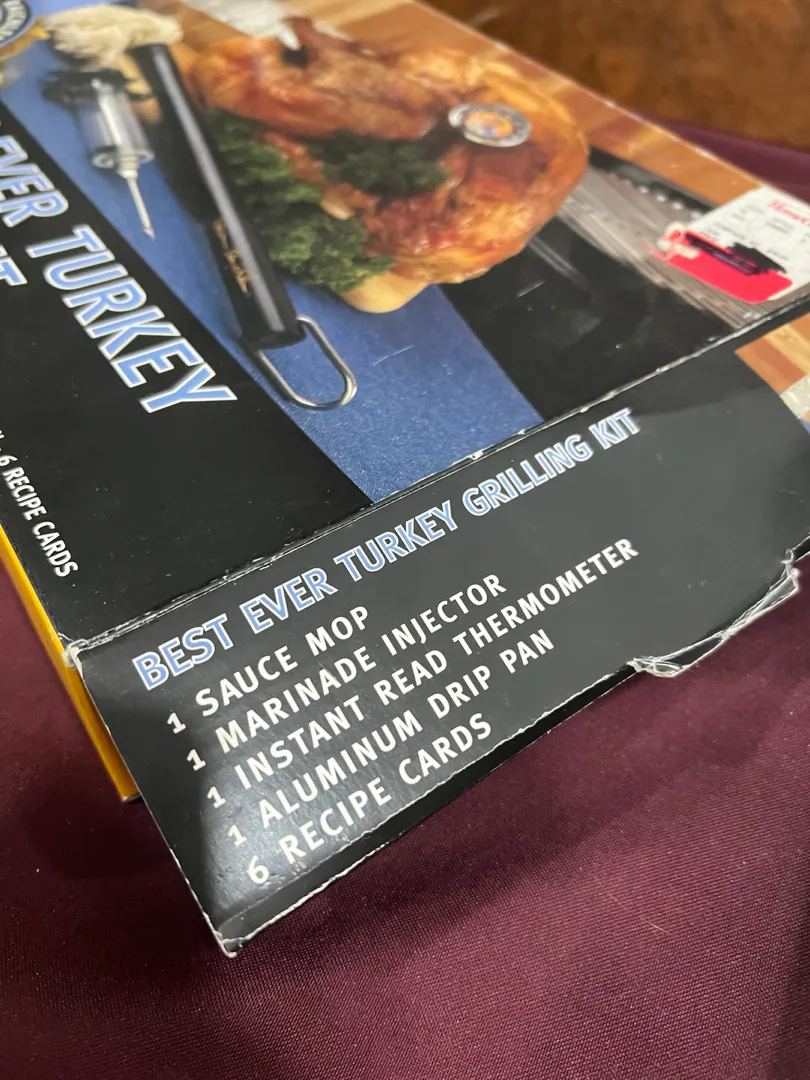 EVER TURKEY
6 RECIPE CARDS
BEST EVER TURKEY GRILLING KIT
1 SAUCE MOP
1 MARINADE INJECTOR
1 INSTANT READ THERMOMETER
1 ALUMINUM DRIP PAN
6 RECIPE CARDS